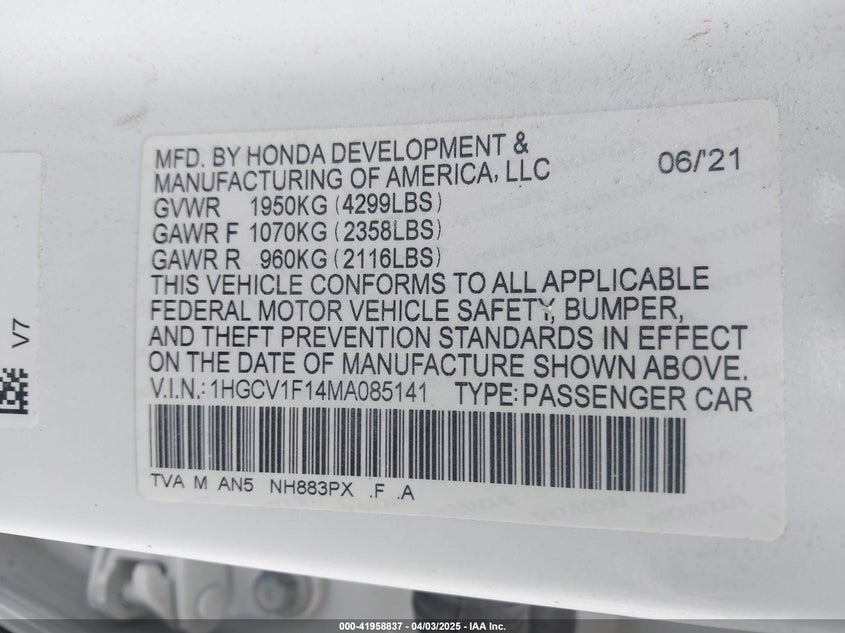 MFD. BY HONDA DEVELOPMENT &
MANUFACTURING OF AMERICA, LLC 06/'21
GVWR 1950KG (4299LBS)
GAWR F 1070KG (2358LBS)
GAWR R 960KG (2116LBS)
THIS VEHICLE CONFORMS TO ALL APPLICABLE
FEDERAL MOTOR VEHICLE SAFETY, BUMPER,
AND THEFT PREVENTION STANDARDS IN EFFECT
ON THE DATE OF MANUFACTURE SHOWN ABOVE.
V.I.N.: 1HGCV1F14MA085141 TYPE: PASSENGER CAR
TVA M AN5 NH883PX .F .A
V7
000-41958837 - 04/03/2025 - IAA Inc.